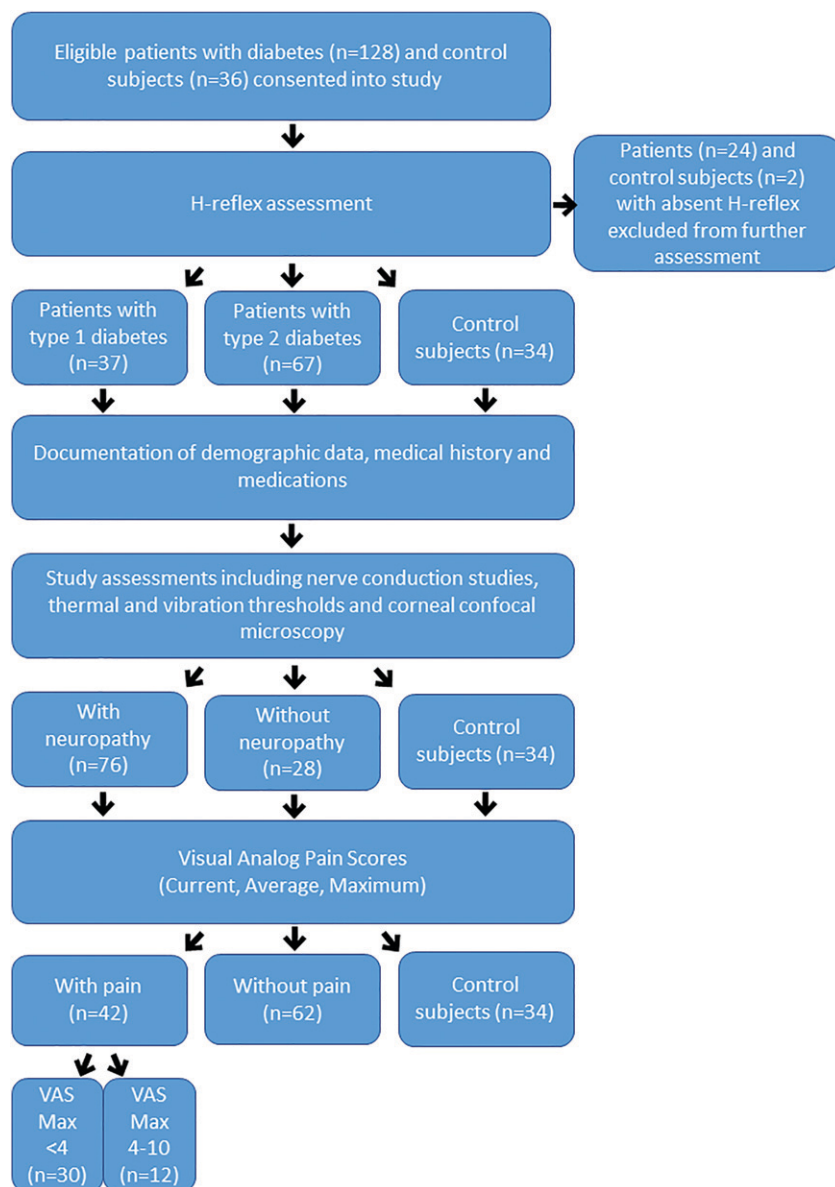 Eligible patients with diabetes (n=128) and control
subjects (n=36) consented into study
H-reflex assessment
Patients (n=24) and
control subjects (n=2)
with absent H-reflex
excluded from further
assessment
Patients with
type 1 diabetes
(n=37)
Patients with
type 2 diabetes
(n=67)
Control
subjects (n=34)
Documentation of demographic data, medical history and
medications
Study assessments including nerve conduction studies,
thermal and vibration thresholds and corneal confocal
microscopy
With
neuropathy
(n=76)
Without
neuropathy
(n=28)
Control
subjects (n=34)
Visual Analog Pain Scores
(Current, Average, Maximum)
With pain
(n=42)
Without pain
(n=62)
Control
subjects (n=34)
VAS
Max
<4
(n=30)
VAS
Max
4-10
(n=12)